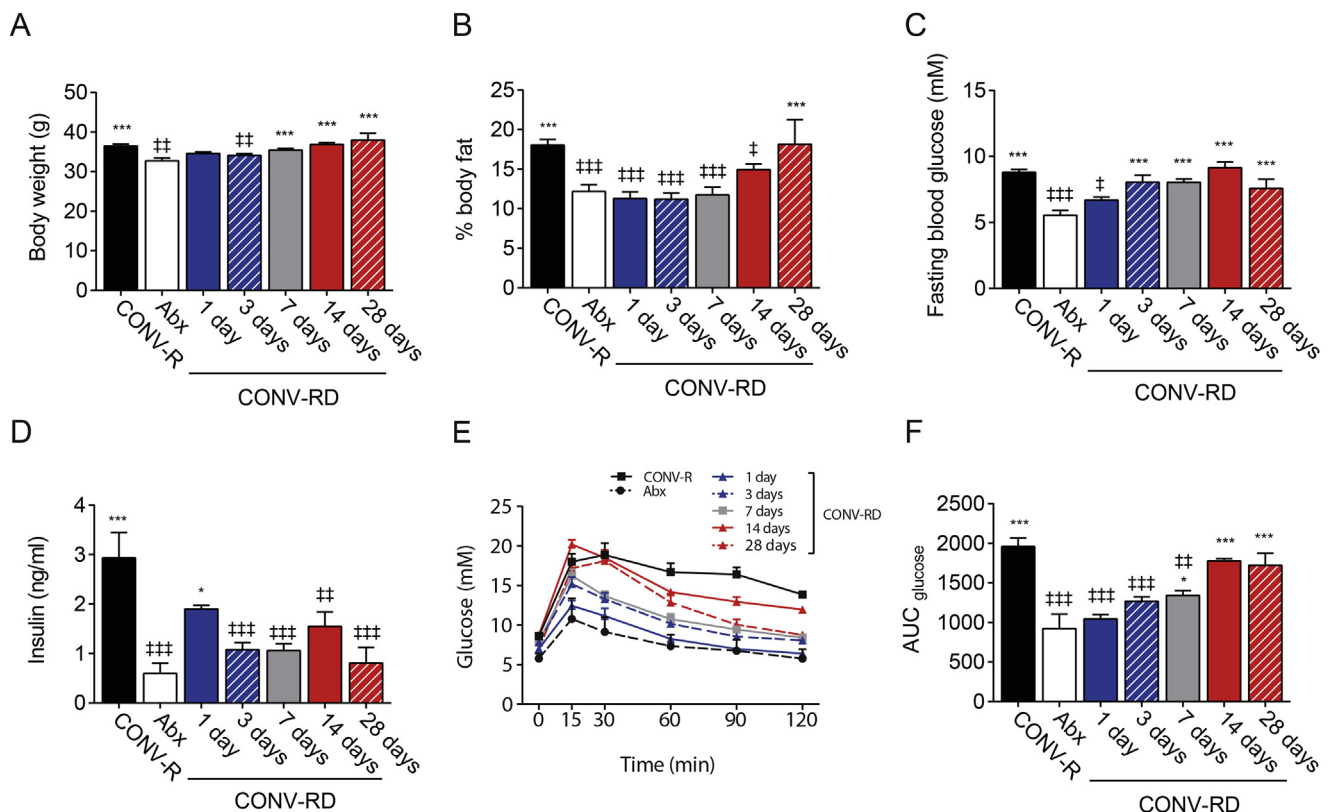 A
Body weight (g)
50
40
30
20
10
0
*** ‡‡ ‡‡ *** *** ***
CONV-R
Abx
1 day
3 days
7 days
14 days
28 days
CONV-RD
B
% body fat
25
20
15
10
5
0
*** ‡‡‡ ‡‡‡ ‡‡‡ ‡‡‡ ‡ ***
CONV-R
Abx
1 day
3 days
7 days
14 days
28 days
CONV-RD
C
Fasting blood glucose (mM)
15
10
5
0
*** ‡‡‡ ‡ *** *** *** ***
CONV-R
Abx
1 day
3 days
7 days
14 days
28 days
CONV-RD
D
Insulin (ng/ml)
4
3
2
1
0
*** ‡‡‡ * ‡‡‡ ‡‡‡ ‡‡ ‡‡‡
CONV-R
Abx
1 day
3 days
7 days
14 days
28 days
CONV-RD
E
CONV-R
Abx
1 day
3 days
7 days
14 days
28 days
CONV-RD
Glucose (mM)
25
20
15
10
5
0
0 15 30 60 90 120
Time (min)
F
AUC glucose
2500
2000
1500
1000
500
0
*** ‡‡‡ ‡‡‡ ‡‡‡ ‡‡ *** ***
*
CONV-R
Abx
1 day
3 days
7 days
14 days
28 days
CONV-RD